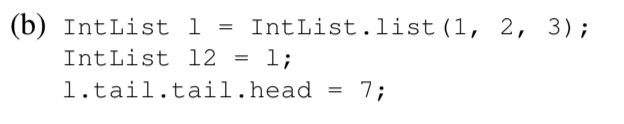 (b) IntList l = IntList.list(1, 2, 3);
IntList l2 = l;
l.tail.tail.head = 7;